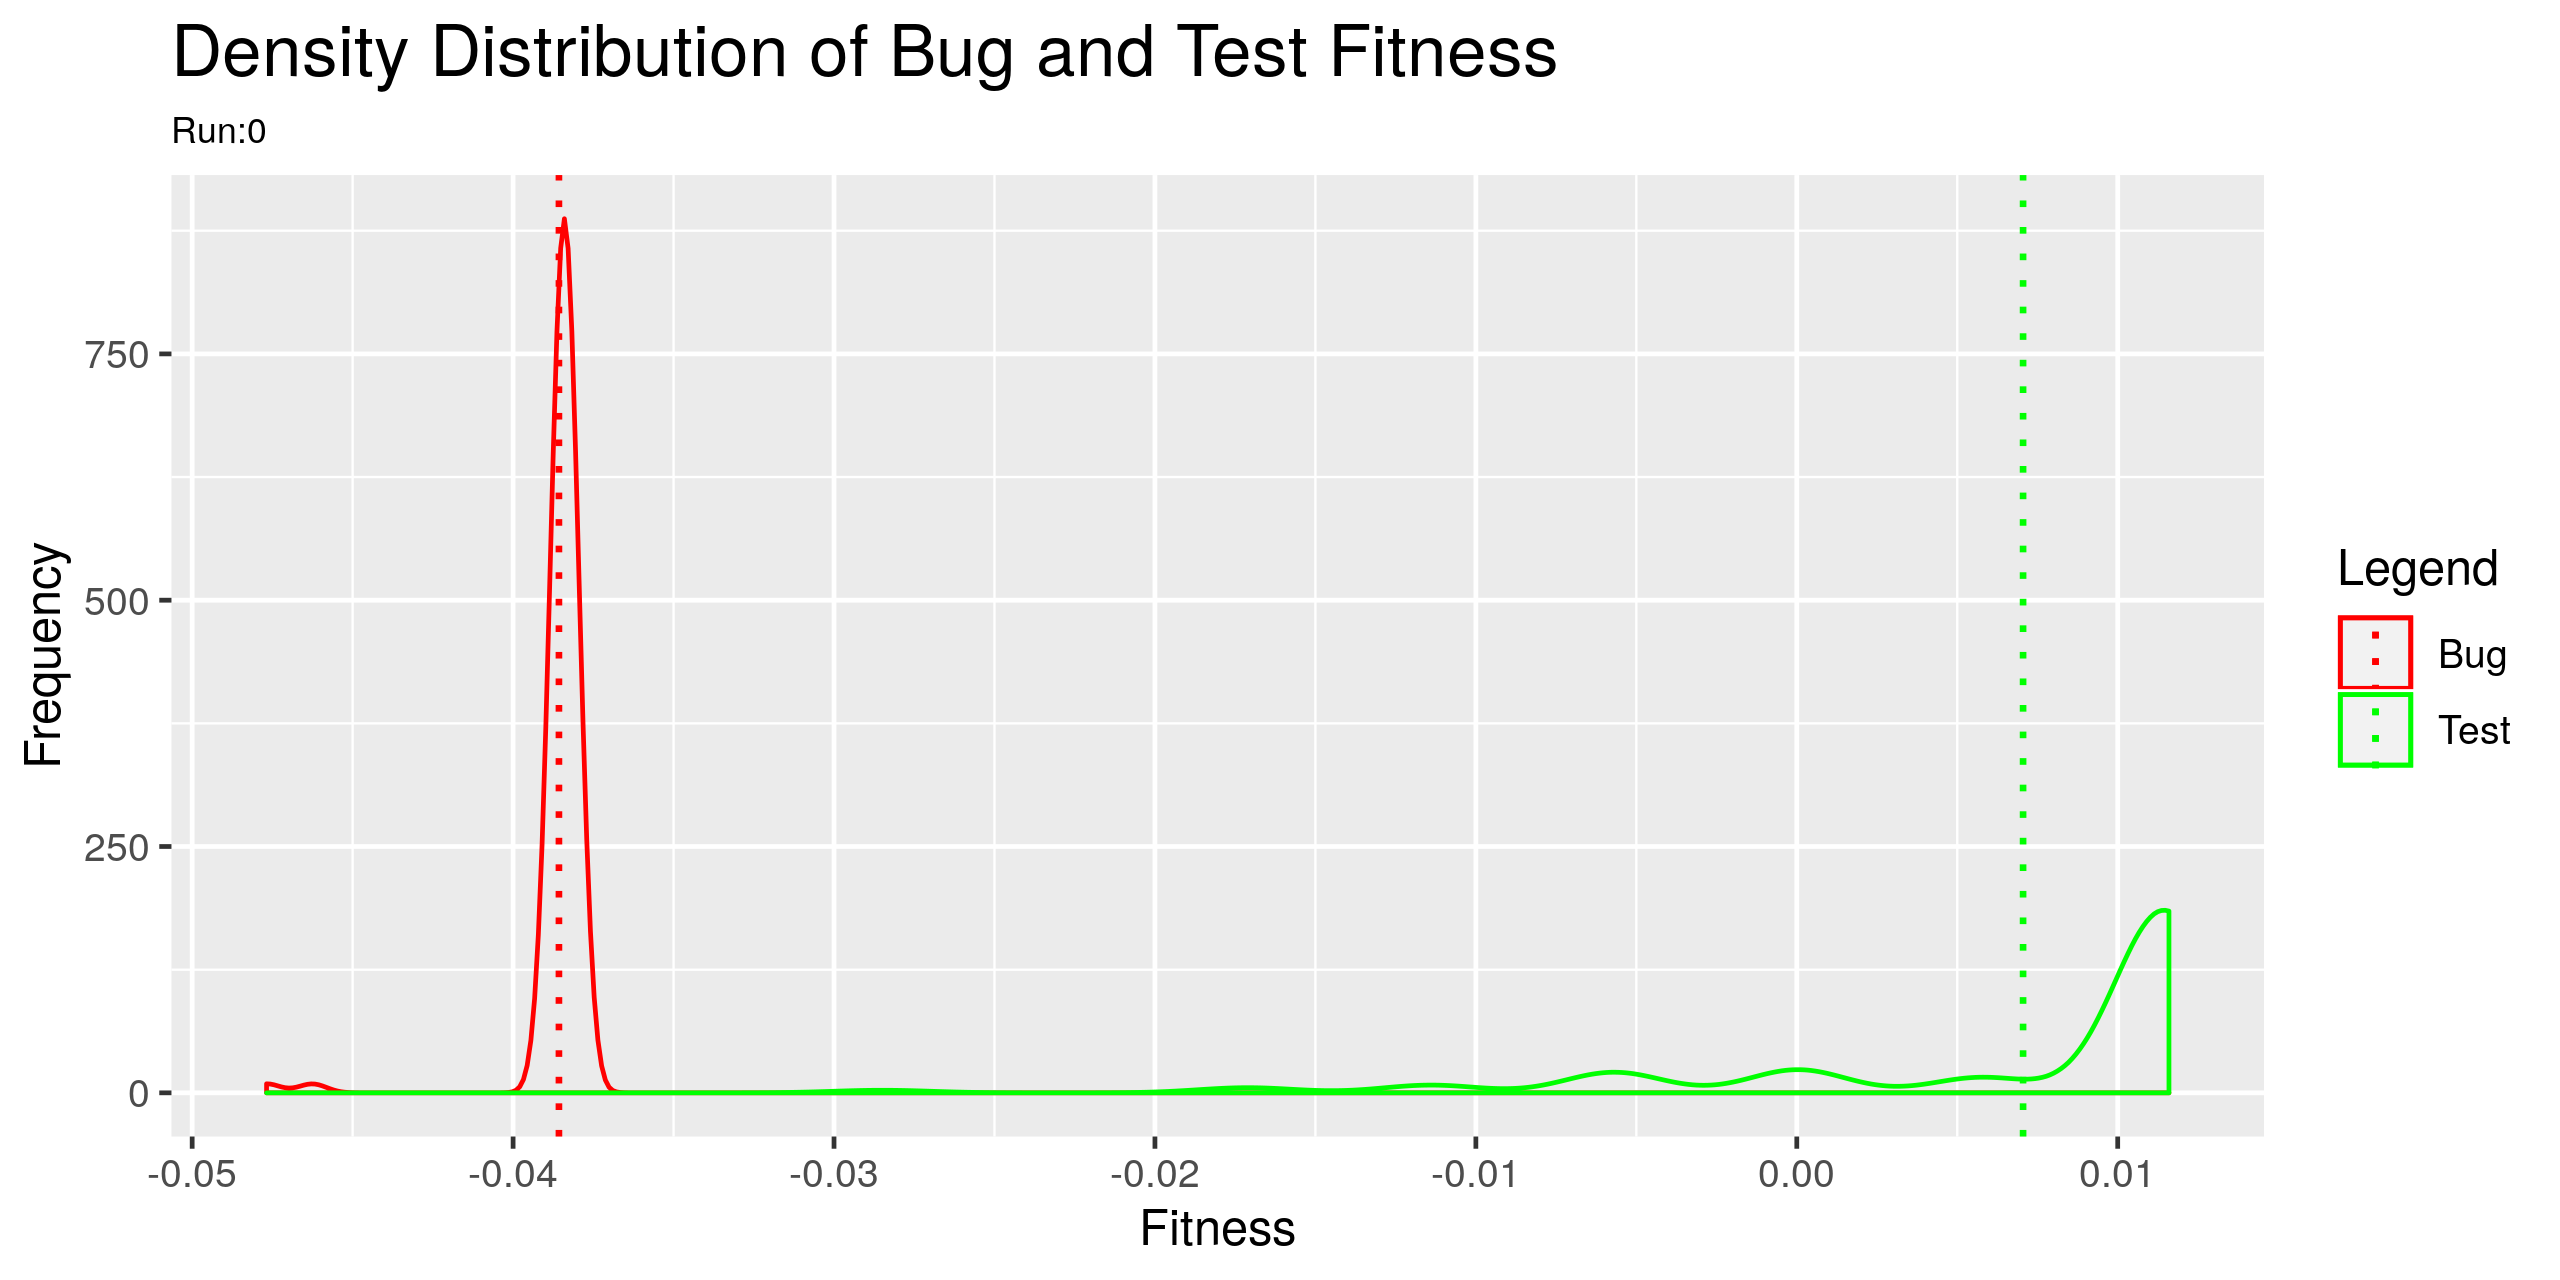 Density Distribution of Bug and Test Fitness
Run:0
Frequency
750
500
250
0
-0.05 -0.04 -0.03 -0.02 -0.01 0.00 0.01
Fitness
Legend
Bug
Test